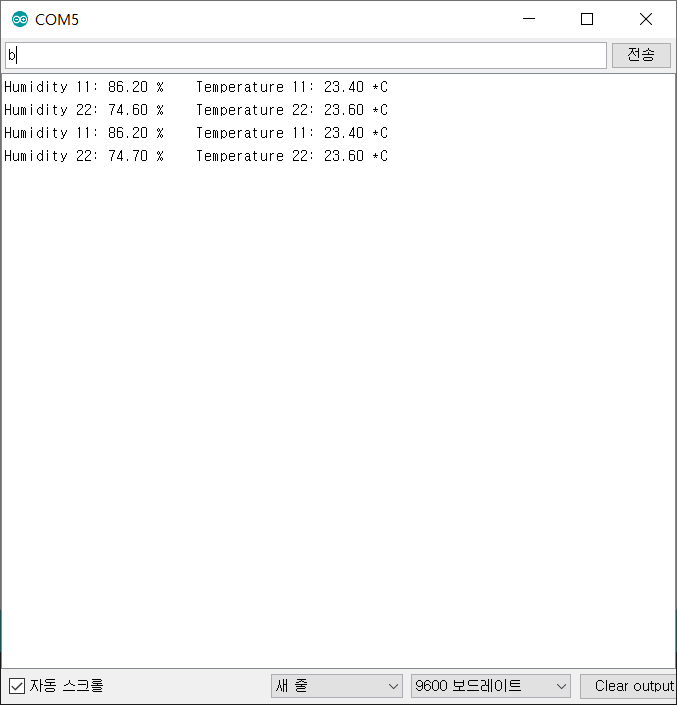 COM5
b
전송
Humidity 11: 86.20 %    Temperature 11: 23.40 *C
Humidity 22: 74.60 %    Temperature 22: 23.60 *C
Humidity 11: 86.20 %    Temperature 11: 23.40 *C
Humidity 22: 74.70 %    Temperature 22: 23.60 *C
자동 스크롤
새 줄
9600 보드레이트
Clear output